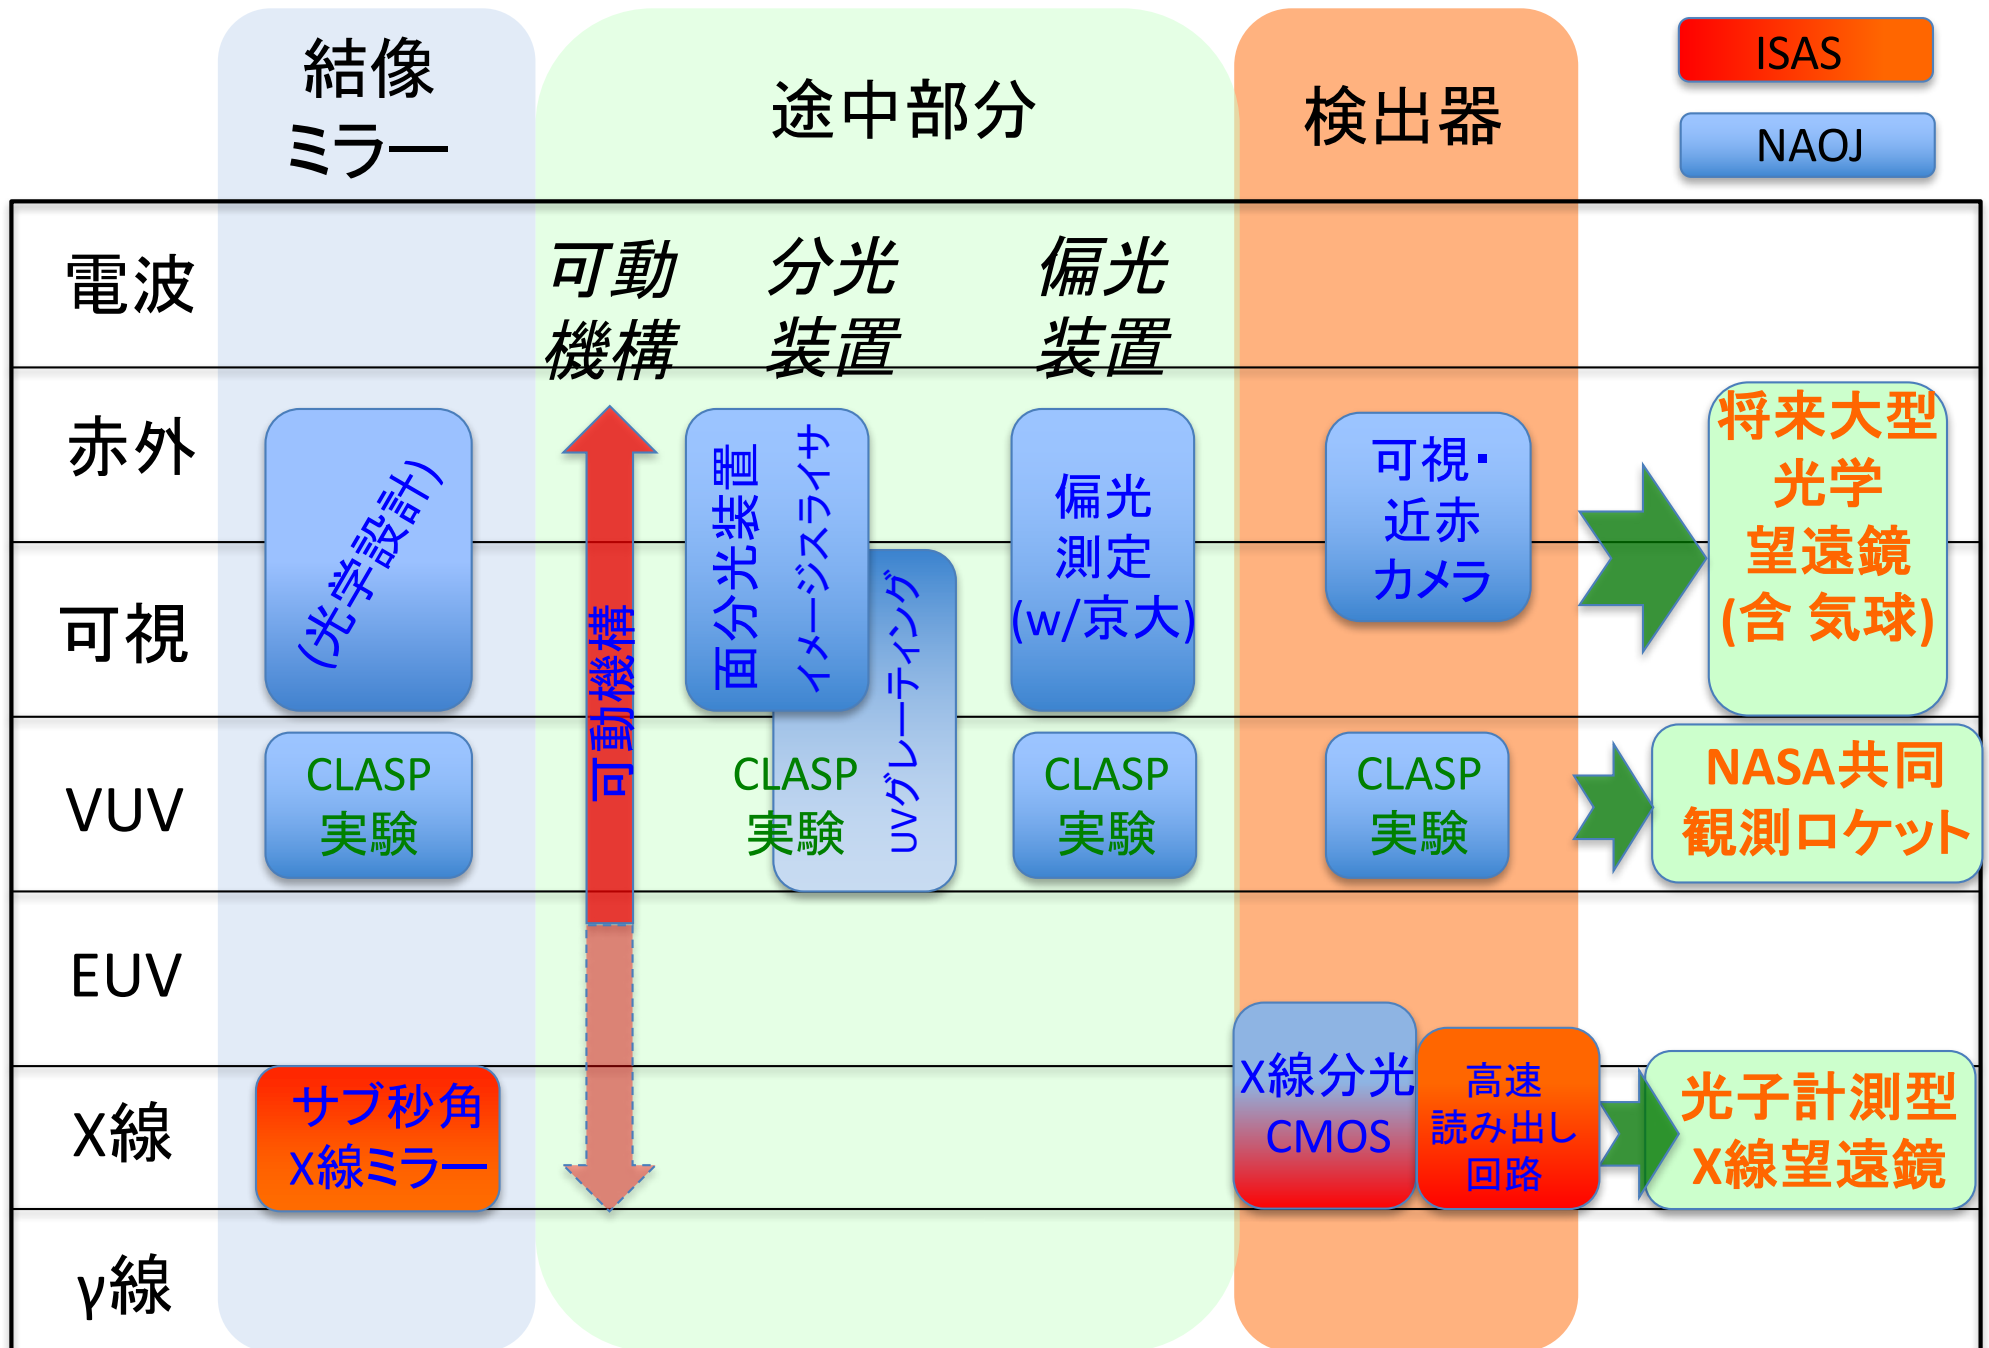 結像
ミラー
途中部分
検出器
ISAS
NAOJ
電波
可動
機構
分光
装置
偏光
装置
赤外
(光学設計)
可動機構
面分光装置
イメージスライサ
偏光
測定
(w/京大)
可視・
近赤
カメラ
将来大型
光学
望遠鏡
(含 気球)
可視
UVグレーティング
VUV
CLASP
実験
CLASP
実験
CLASP
実験
CLASP
実験
NASA共同
観測ロケット
EUV
X線
サブ秒角
X線ミラー
X線分光
CMOS
高速
読み出し
回路
光子計測型
X線望遠鏡
γ線